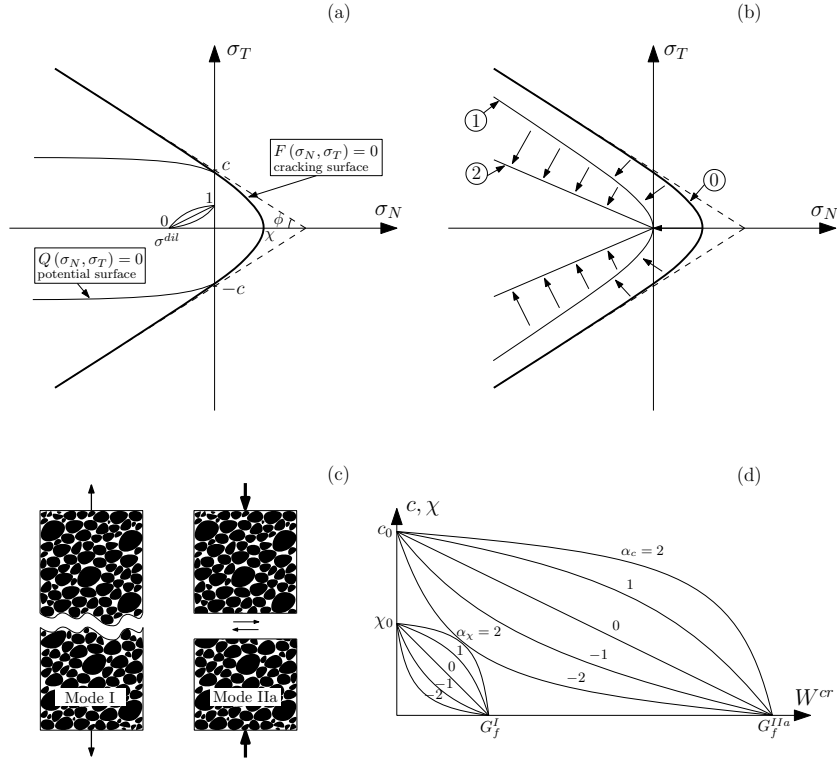 (a)
σ_T
F (σ_N, σ_T) = 0
cracking surface
c
1
0
σ^{dil}
ϕ
χ
σ_N
Q (σ_N, σ_T) = 0
potential surface
−c
(b)
σ_T
1
2
0
σ_N
(c)
Mode I
Mode IIa
(d)
c, χ
c_0
α_c = 2
1
0
−1
−2
χ_0
α_χ = 2
1
0
−1
−2
G_f^I
G_f^{IIa}
W^{cr}